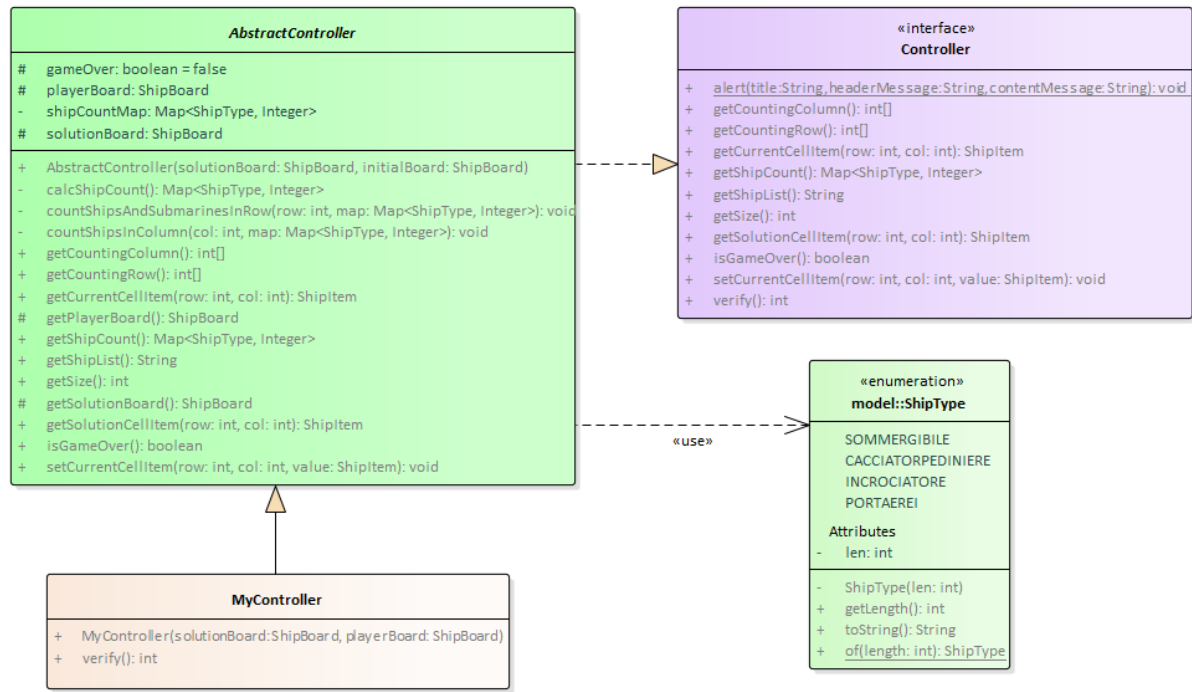 AbstractController
# gameOver: boolean = false
# playerBoard: ShipBoard
- shipCountMap: Map<ShipType, Integer>
# solutionBoard: ShipBoard
+ AbstractController(solutionBoard: ShipBoard, initialBoard: ShipBoard)
- calcShipCount(): Map<ShipType, Integer>
- countShipsAndSubmarinesInRow(row: int, map: Map<ShipType, Integer>): void
- countShipsInColumn(col: int, map: Map<ShipType, Integer>): void
+ getCountingColumn(): int[]
+ getCountingRow(): int[]
+ getCurrentCellItem(row: int, col: int): ShipItem
# getPlayerBoard(): ShipBoard
+ getShipCount(): Map<ShipType, Integer>
+ getShipList(): String
+ getSize(): int
# getSolutionBoard(): ShipBoard
+ getSolutionCellItem(row: int, col: int): ShipItem
+ isGameOver(): boolean
+ setCurrentCellItem(row: int, col: int, value: ShipItem): void
«interface»
Controller
+ alert(title:String,headerMessage:String,contentMessage:String): void
+ getCountingColumn(): int[]
+ getCountingRow(): int[]
+ getCurrentCellItem(row: int, col: int): ShipItem
+ getShipCount(): Map<ShipType, Integer>
+ getShipList(): String
+ getSize(): int
+ getSolutionCellItem(row: int, col: int): ShipItem
+ isGameOver(): boolean
+ setCurrentCellItem(row: int, col: int, value: ShipItem): void
+ verify(): int
«use»
«enumeration»
model::ShipType
SOMMERGIBILE
CACCIATORPEDINIERE
INCROCIATORE
PORTAEREI
Attributes
- len: int
- ShipType(len: int)
+ getLength(): int
+ toString(): String
+ of(length: int): ShipType
MyController
+ MyController(solutionBoard:ShipBoard, playerBoard: ShipBoard)
+ verify(): int